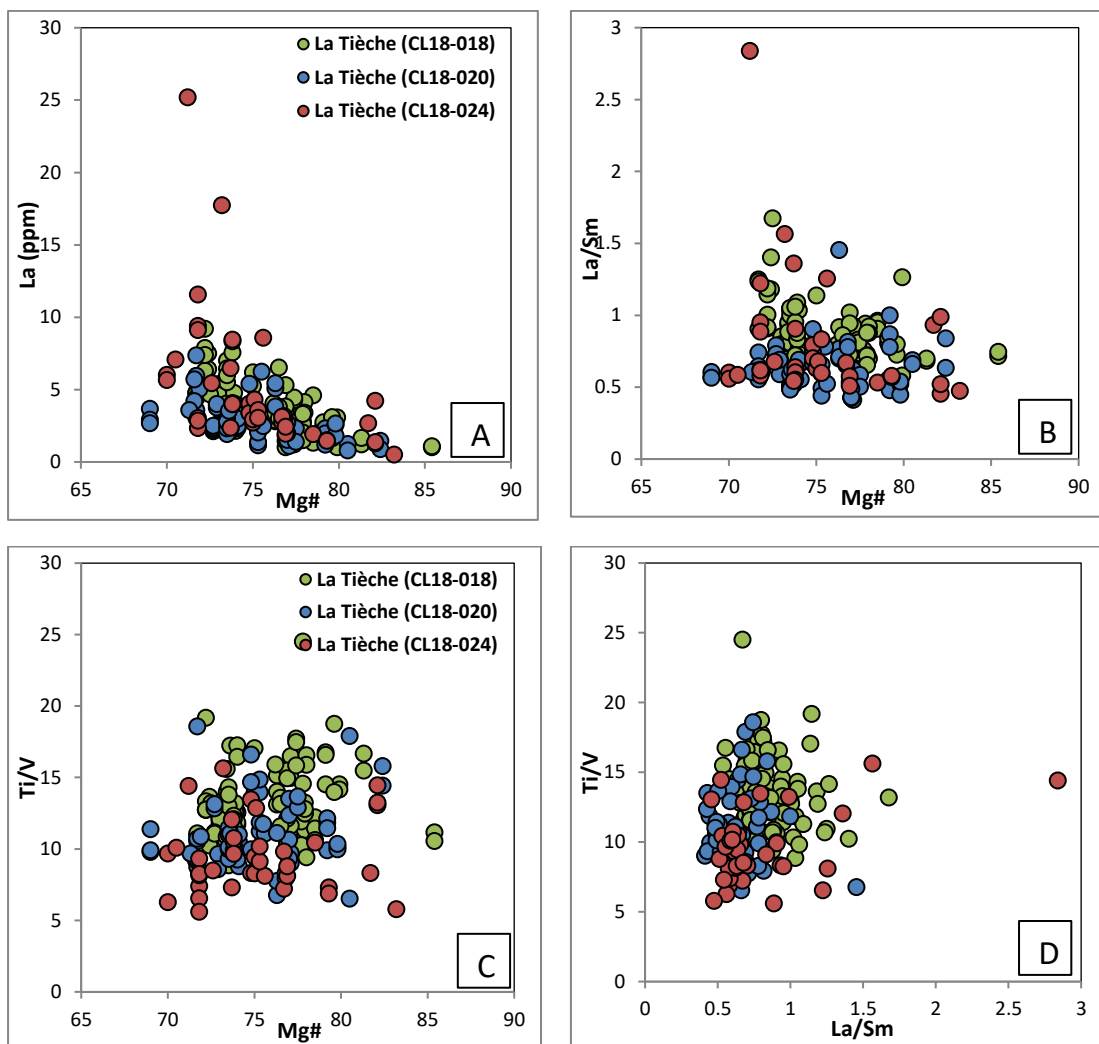 30
25
20
15
10
5
0
65 70 75 80 85 90
La (ppm)
Mg#
La Tièche (CL18-018)
La Tièche (CL18-020)
La Tièche (CL18-024)
A
3
2.5
2
1.5
1
0.5
0
65 70 75 80 85 90
La/Sm
Mg#
B
30
25
20
15
10
5
0
65 70 75 80 85 90
Ti/V
Mg#
La Tièche (CL18-018)
La Tièche (CL18-020)
La Tièche (CL18-024)
C
30
25
20
15
10
5
0
0 0.5 1 1.5 2 2.5 3
Ti/V
La/Sm
D